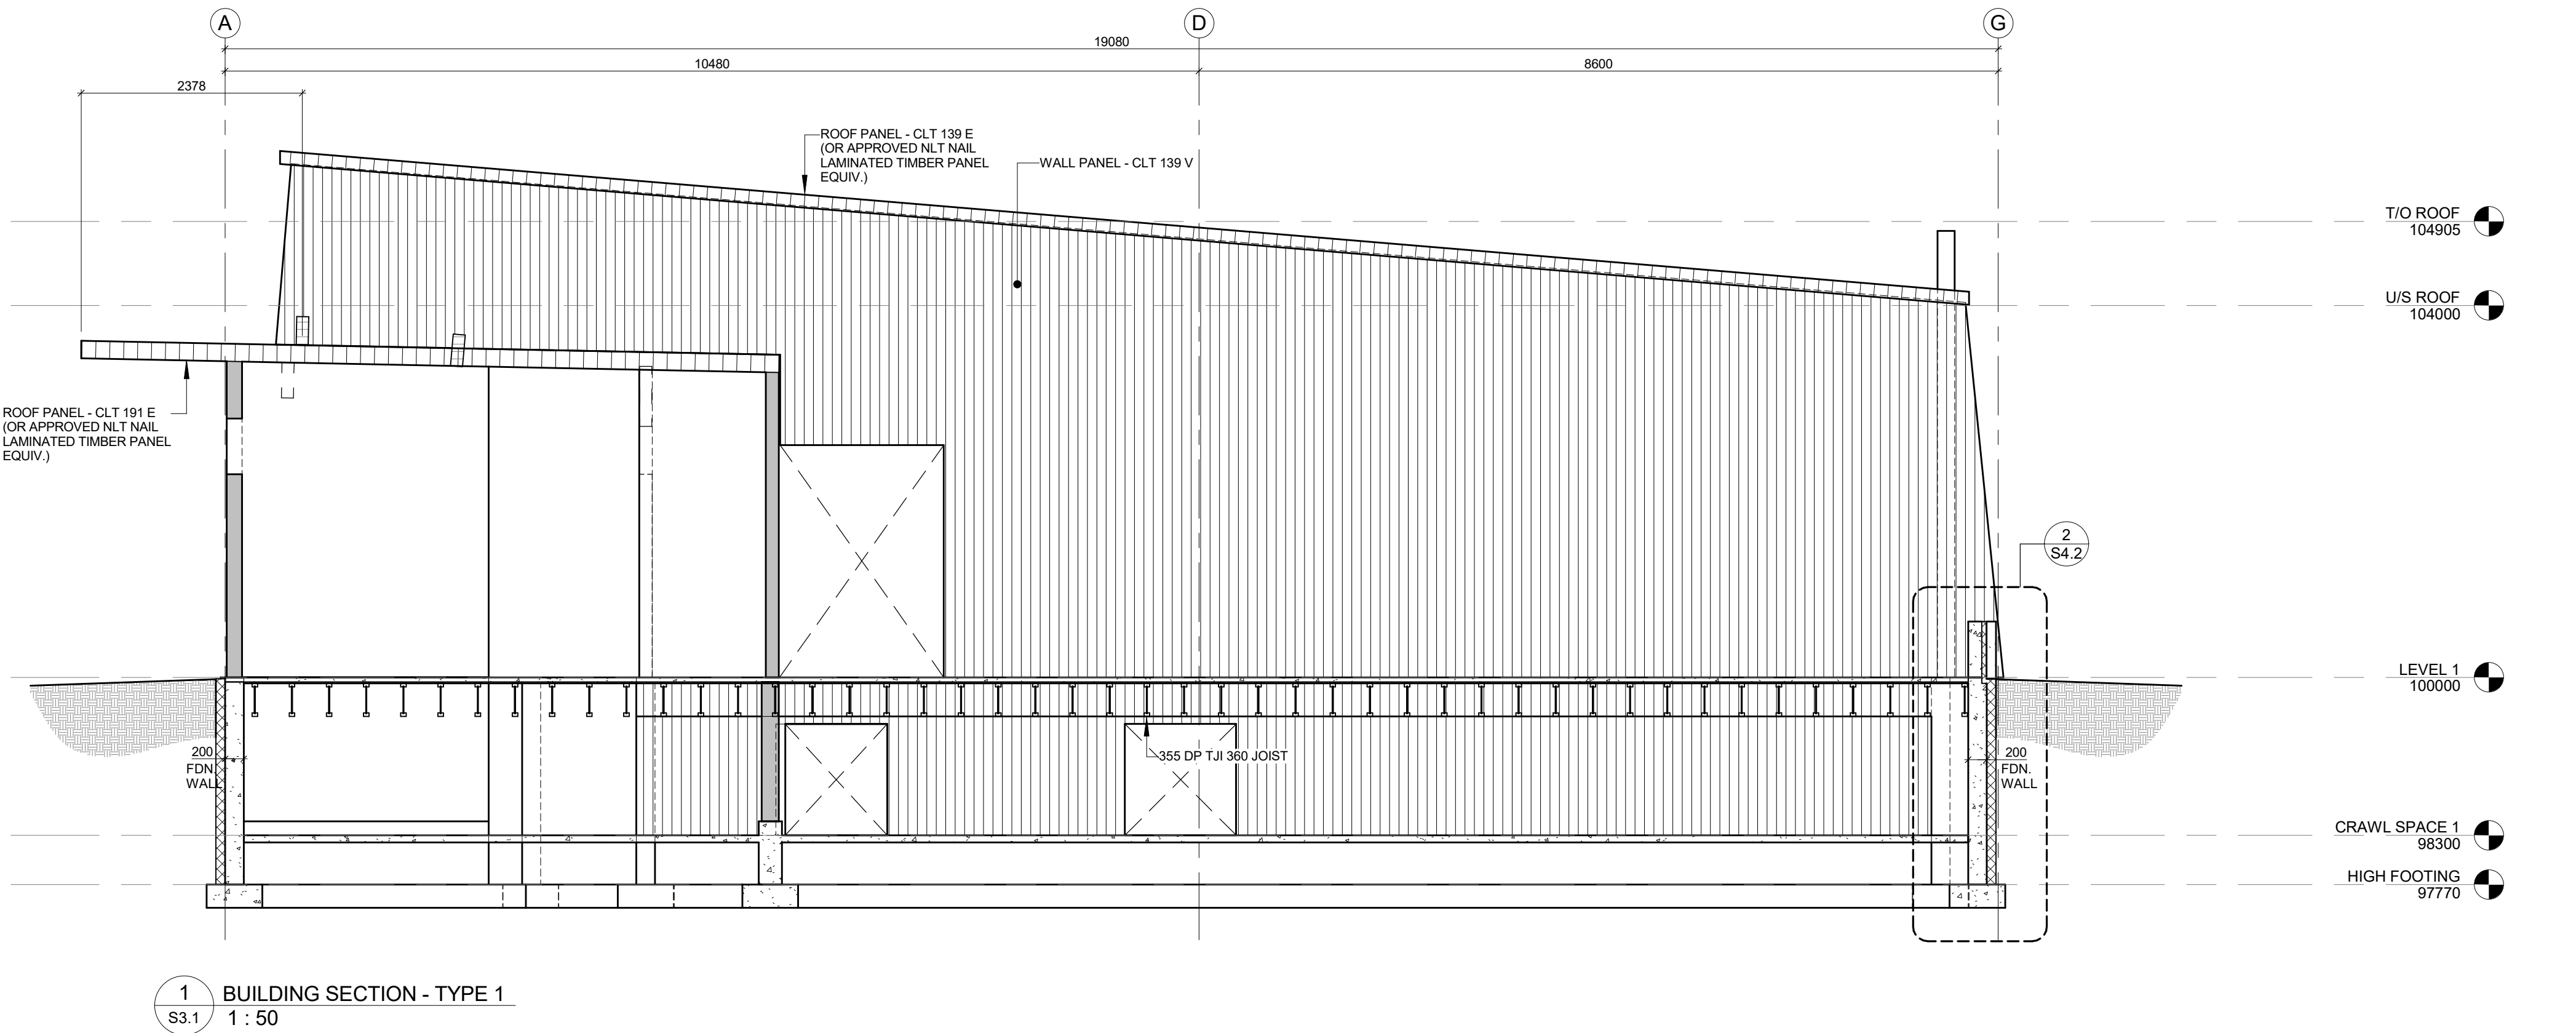 A
D
G
19080
10480
8600
2378
ROOF PANEL - CLT 139 E
(OR APPROVED NLT NAIL
LAMINATED TIMBER PANEL
EQUIV.)
WALL PANEL - CLT 139 V
T/O ROOF
104905
U/S ROOF
104000
ROOF PANEL - CLT 191 E
(OR APPROVED NLT NAIL
LAMINATED TIMBER PANEL
EQUIV.)
2
S4.2
LEVEL 1
100000
200
FDN.
WALL
355 DP TJI 360 JOIST
200
FDN.
WALL
CRAWL SPACE 1
98300
HIGH FOOTING
97770
1
S3.1
BUILDING SECTION - TYPE 1
1 : 50